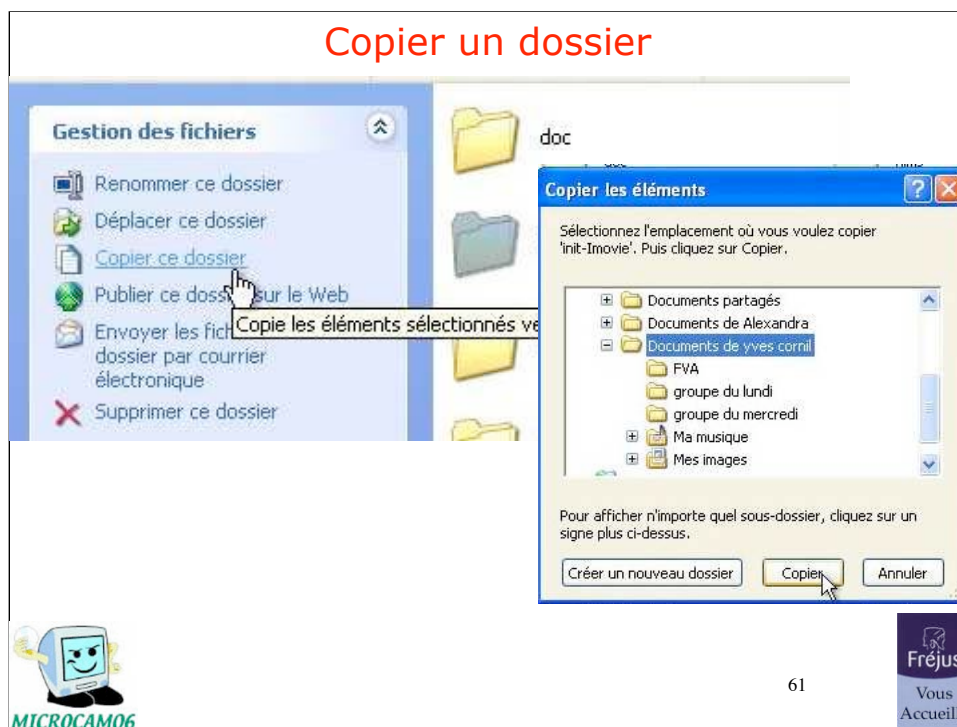 Copier un dossier
Gestion des fichiers
Renommer ce dossier
Déplacer ce dossier
Copier ce dossier
Publier ce doss sur le Web
Envoyer les fich
dossier par courrier
électronique
Supprimer ce dossier
Copie les éléments sélectionnés ve
doc
Copier les éléments
Sélectionnez l'emplacement où vous voulez copier
'init-Imovie'. Puis cliquez sur Copier.
Documents partagés
Documents de Alexandra
Documents de yves cornil
FVA
groupe du lundi
groupe du mercredi
Ma musique
Mes images
Pour afficher n'importe quel sous-dossier, cliquez sur un
signe plus ci-dessus.
Créer un nouveau dossier
Copier
Annuler
MICROCAM06
61
Fréjus
Vous
Accueil